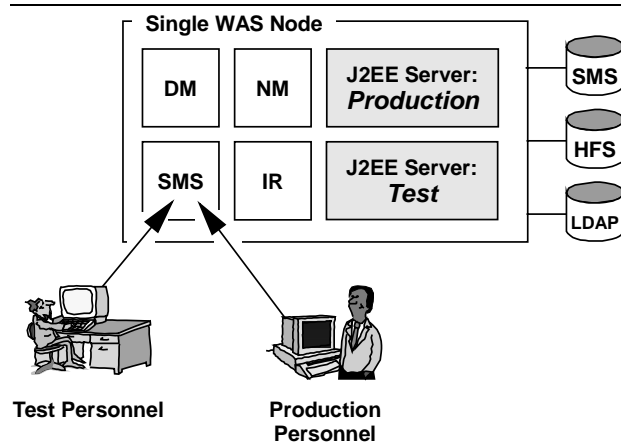 Single WAS Node
DM
NM
J2EE Server:
Production
SMS
IR
J2EE Server:
Test
SMS
HFS
LDAP
Test Personnel
Production
Personnel